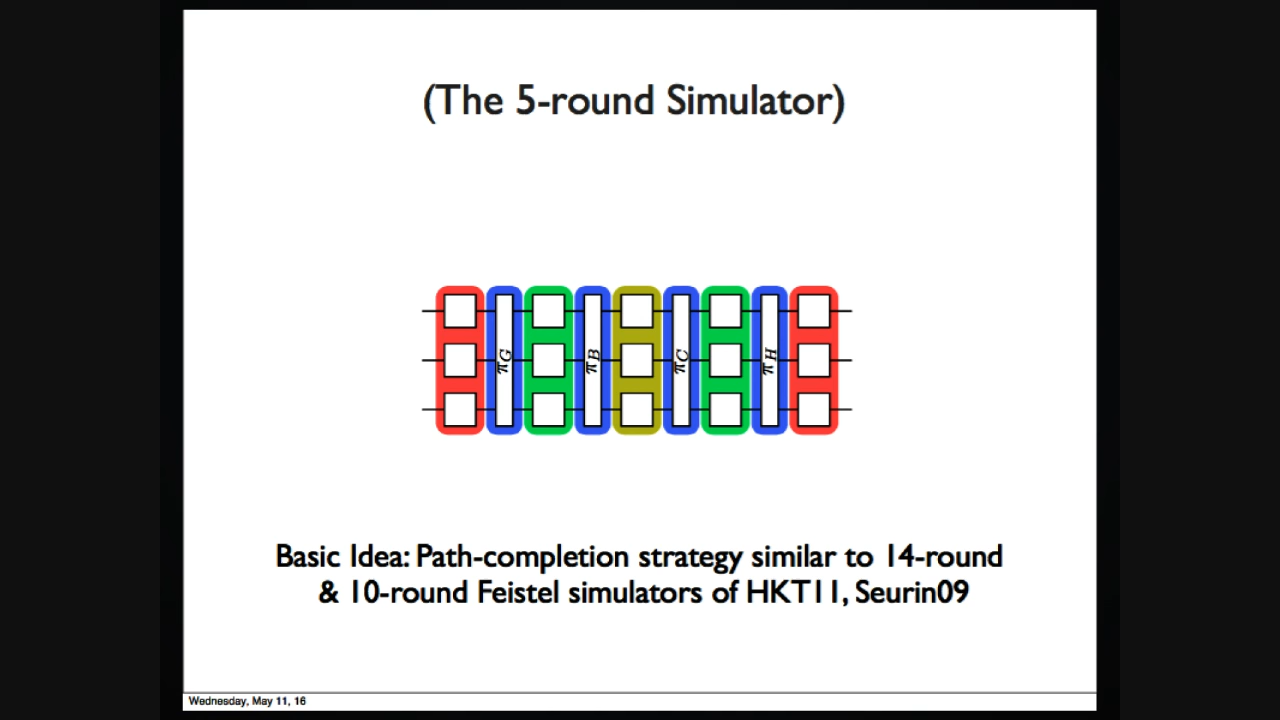 (The 5-round Simulator)
πG πB πC πH
Basic Idea: Path-completion strategy similar to 14-round
& 10-round Feistel simulators of HKT11, Seurin09
Wednesday, May 11, 16